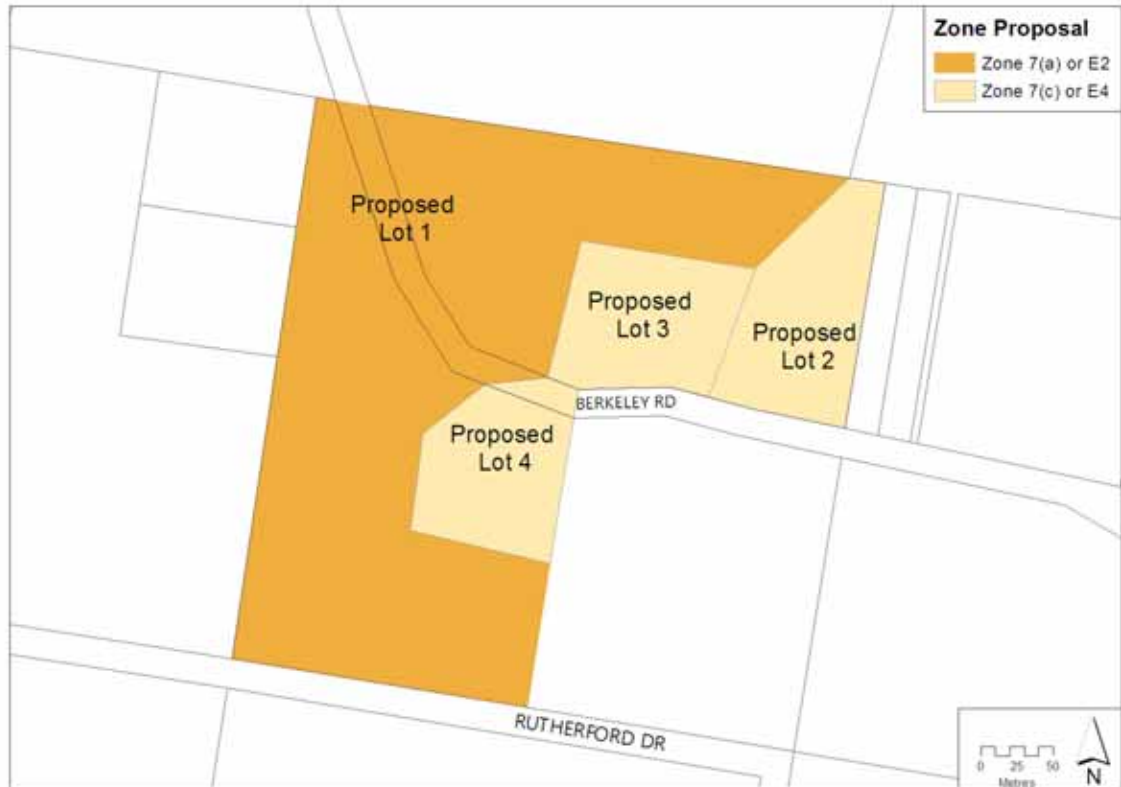 Zone Proposal
Zone 7(a) or E2
Zone 7(c) or E4
Proposed
Lot 1
Proposed
Lot 3
Proposed
Lot 2
BERKELEY RD
Proposed
Lot 4
RUTHERFORD DR
0 25 50
Metres
N